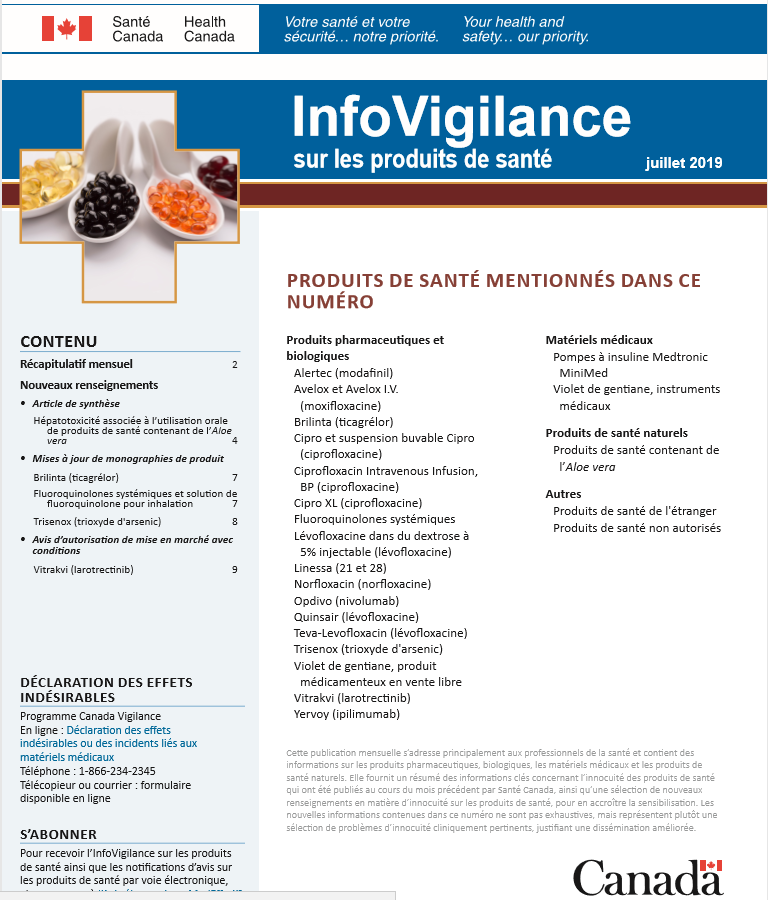 Santé
Canada
Health
Canada
Votre santé et votre
sécurité... notre priorité.
Your health and
safety... our priority.
InfoVigilance
sur les produits de santé
juillet 2019
CONTENU
Récapitulatif mensuel 2
Nouveaux renseignements
• Article de synthèse
Hépatotoxicité associée à l'utilisation orale
de produits de santé contenant de l'Aloe
vera 4
• Mises à jour de monographies de produit
Brilinta (ticagrélor) 7
Fluoroquinolones systémiques et solution de
fluoroquinolone pour inhalation 7
Trisenox (trioxyde d'arsenic) 8
• Avis d'autorisation de mise en marché avec
conditions
Vitrakvi (larotrectinib) 9
DÉCLARATION DES EFFETS
INDÉSIRABLES
Programme Canada Vigilance
En ligne : Déclaration des effets
indésirables ou des incidents liés aux
matériels médicaux
Téléphone : 1-866-234-2345
Télécopieur ou courrier : formulaire
disponible en ligne
S'ABONNER
Pour recevoir l'InfoVigilance sur les produits
de santé ainsi que les notifications d'avis sur
les produits de santé par voie électronique,
PRODUITS DE SANTÉ MENTIONNÉS DANS CE
NUMÉRO
Produits pharmaceutiques et
biologiques
Alertec (modafinil)
Avelox et Avelox I.V.
(moxifloxacine)
Brilinta (ticagrélor)
Cipro et suspension buvable Cipro
(ciprofloxacine)
Ciprofloxacin Intravenous Infusion,
BP (ciprofloxacine)
Cipro XL (ciprofloxacine)
Fluoroquinolones systémiques
Lévofloxacine dans du dextrose à
5% injectable (lévofloxacine)
Linessa (21 et 28)
Norfloxacin (norfloxacine)
Opdivo (nivolumab)
Quinsair (lévofloxacine)
Teva-Levofloxacin (lévofloxacine)
Trisenox (trioxyde d'arsenic)
Violet de gentiane, produit
médicamenteux en vente libre
Vitrakvi (larotrectinib)
Yervoy (ipilimumab)
Matériels médicaux
Pompes à insuline Medtronic
MiniMed
Violet de gentiane, instruments
médicaux
Produits de santé naturels
Produits de santé contenant de
l'Aloe vera
Autres
Produits de santé de l'étranger
Produits de santé non autorisés
Cette publication mensuelle s'adresse principalement aux professionnels de la santé et contient des
informations sur les produits pharmaceutiques, biologiques, les matériels médicaux et les produits de
santé naturels. Elle fournit un résumé des informations clés concernant l'innocuité des produits de santé
qui ont été publiés au cours du mois précédent par Santé Canada, ainsi qu'une sélection de nouveaux
renseignements en matière d'innocuité sur les produits de santé, pour en accroître la sensibilisation. Les
nouvelles informations contenues dans ce numéro ne sont pas exhaustives, mais représentent plutôt une
sélection de problèmes d'innocuité cliniquement pertinents, justifiant une dissémination améliorée.
Canada